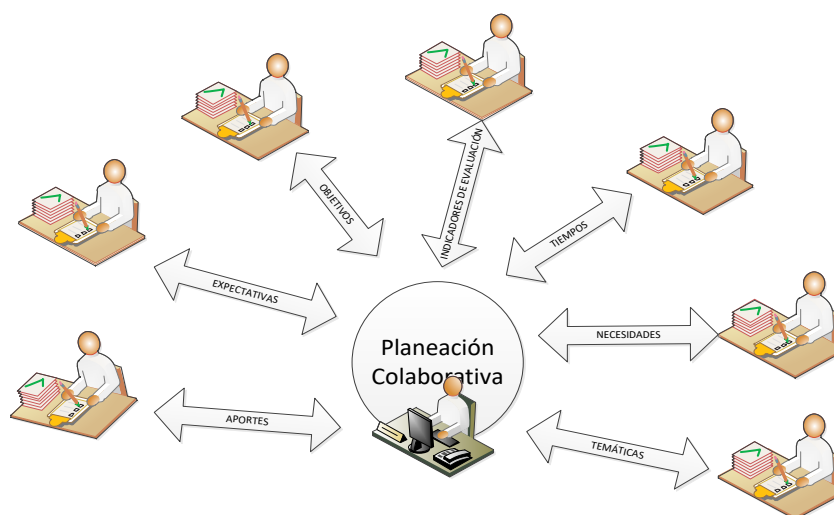 INDICADORES DE EVALUACIÓN
OBJETIVOS
TIEMPOS
EXPECTATIVAS
NECESIDADES
Planeación
Colaborativa
APORTES
TEMÁTICAS